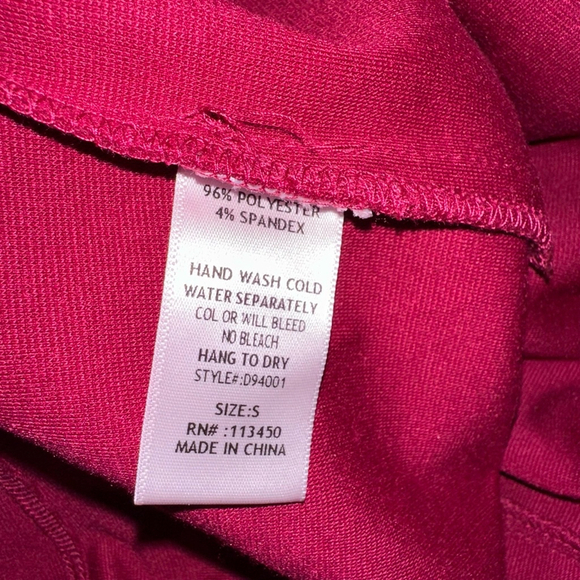 96% POLYESTER
4% SPANDEX
HAND WASH COLD
WATER SEPARATELY
COL OR WILL BLEED
NO BLEACH
HANG TO DRY
STYLE#:D94001
SIZE:S
RN# :113450
MADE IN CHINA